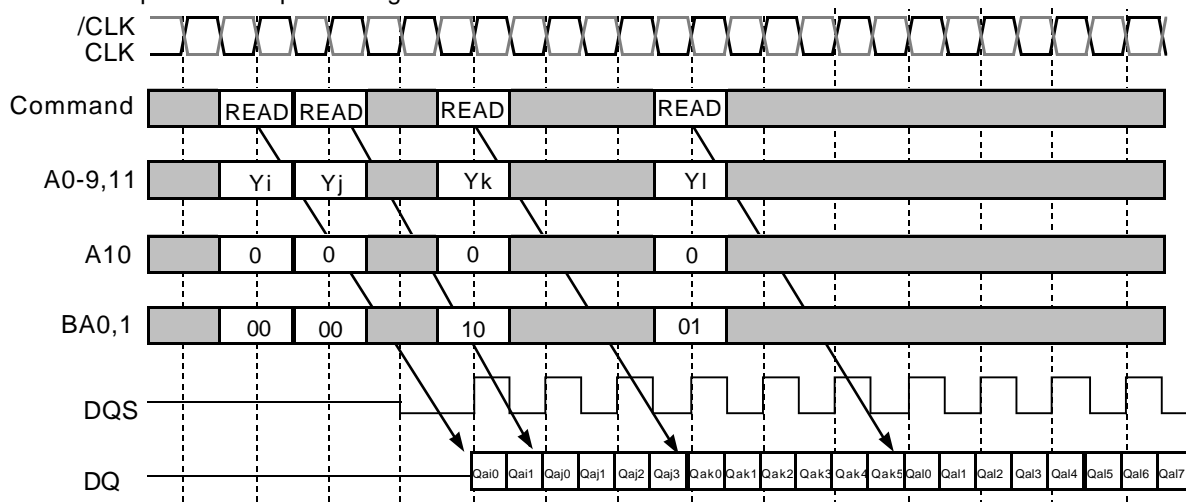 /CLK
CLK
Command READ READ READ READ
A0-9,11 Yi Yj Yk Yl
A10 0 0 0 0
BA0,1 00 00 10 01
DQS
DQ Qai0 Qai1 Qaj0 Qaj1 Qaj2 Qaj3 Qak0 Qak1 Qak2 Qak3 Qak4 Qak5 Qal0 Qal1 Qal2 Qal3 Qal4 Qal5 Qal6 Qal7